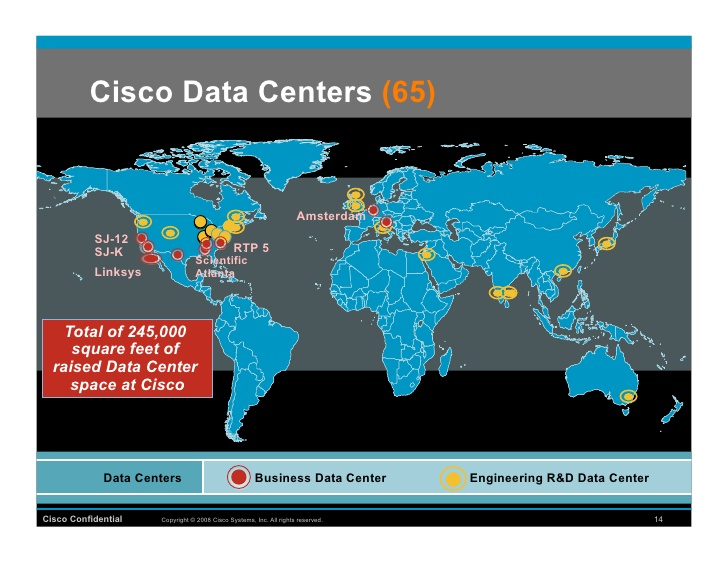 Cisco Data Centers (65)
Amsterdam
SJ-12
SJ-K
Linksys
RTP 5
Scientific
Atlanta
Total of 245,000
square feet of
raised Data Center
space at Cisco
Data Centers
Business Data Center
Engineering R&D Data Center
Cisco Confidential
Copyright © 2008 Cisco Systems, Inc. All rights reserved.
14